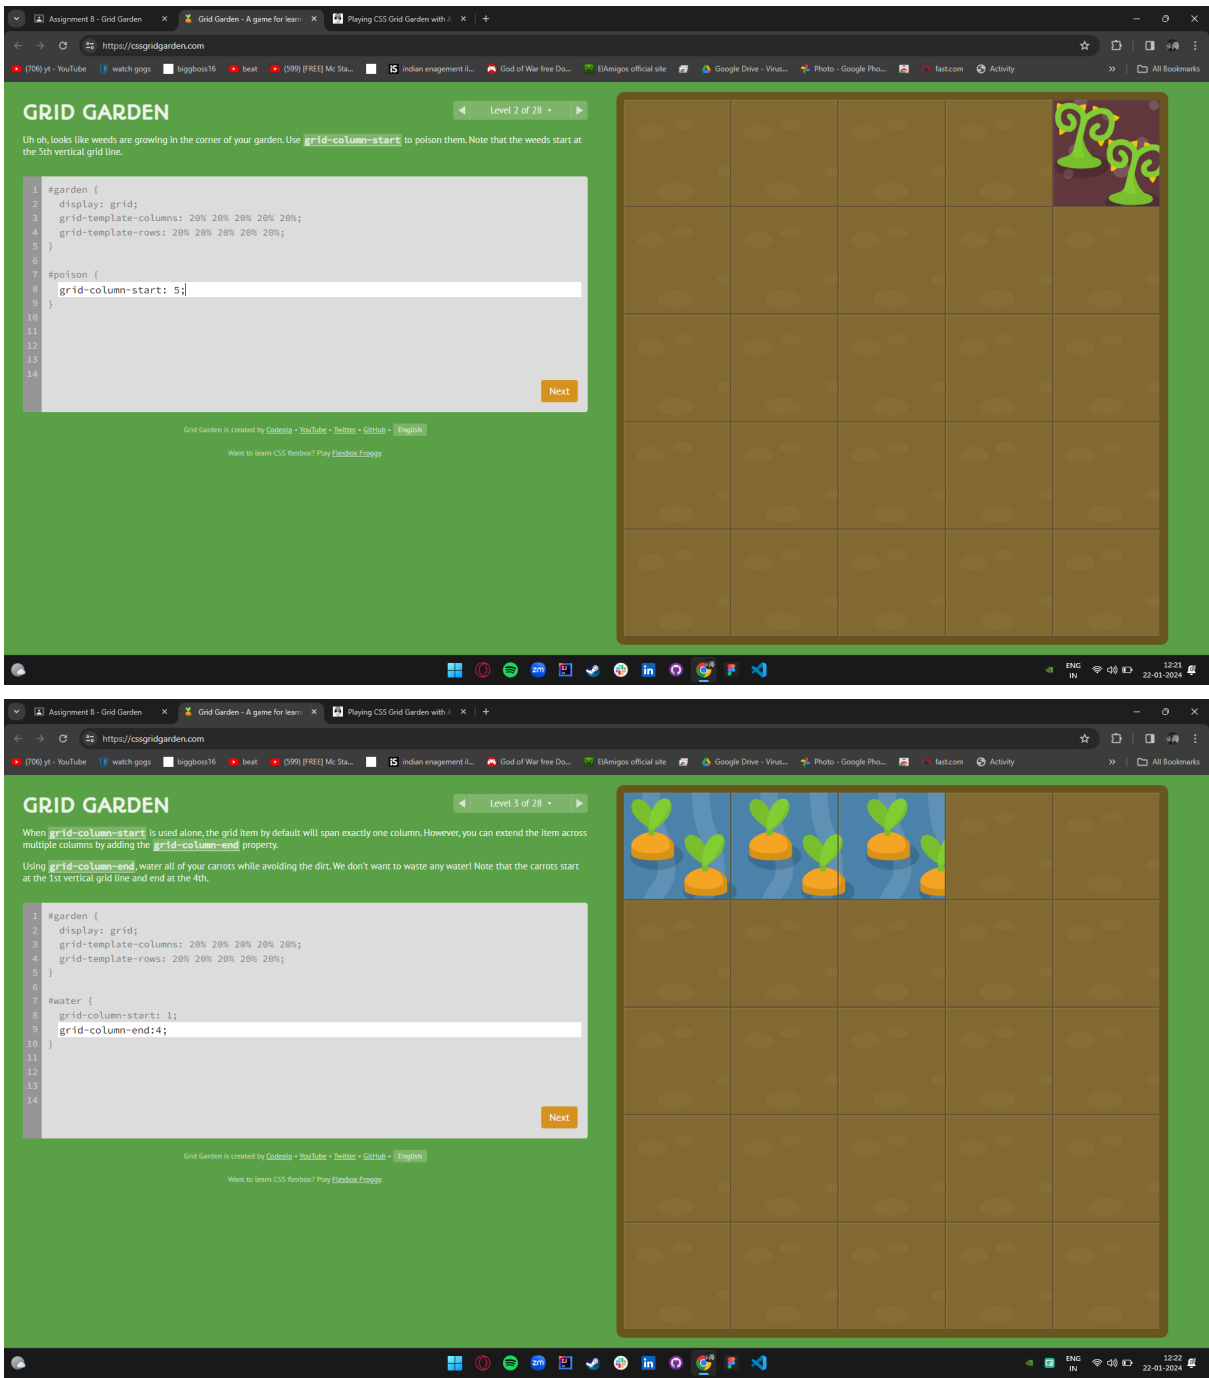 Assignment 8 - Grid Garden
Grid Garden - A game for learn
Playing CSS Grid Garden with A
https://cssgridgarden.com
(706) yt - YouTube
watch gogs
biggboss16
beat
(599) [FREE] Mc Sta...
iS indian enagement il...
God of War free Do...
ElAmigos official site
Google Drive - Virus...
Photo - Google Pho...
fast.com
Activity
All Bookmarks
GRID GARDEN
Level 2 of 28
Uh oh, looks like weeds are growing in the corner of your garden. Use grid-column-start to poison them. Note that the weeds start at
the 5th vertical grid line.
1 #garden {
2 display: grid;
3 grid-template-columns: 20% 20% 20% 20% 20%;
4 grid-template-rows: 20% 20% 20% 20% 20%;
5 }
6
7 #poison {
8 grid-column-start: 5;
9 }
10
11
12
13
14
Next
Grid Garden is created by Codepip • YouTube • Twitter • GitHub • English
Want to learn CSS flexbox? Play Flexbox Froggy.
zm
in
ENG
IN
12:21
22-01-2024
Assignment 8 - Grid Garden
Grid Garden - A game for learn
Playing CSS Grid Garden with A
https://cssgridgarden.com
(706) yt - YouTube
watch gogs
biggboss16
beat
(599) [FREE] Mc Sta...
iS indian enagement il...
God of War free Do...
ElAmigos official site
Google Drive - Virus...
Photo - Google Pho...
fast.com
Activity
All Bookmarks
GRID GARDEN
Level 3 of 28
When grid-column-start is used alone, the grid item by default will span exactly one column. However, you can extend the item across
multiple columns by adding the grid-column-end property.
Using grid-column-end, water all of your carrots while avoiding the dirt. We don't want to waste any water! Note that the carrots start
at the 1st vertical grid line and end at the 4th.
1 #garden {
2 display: grid;
3 grid-template-columns: 20% 20% 20% 20% 20%;
4 grid-template-rows: 20% 20% 20% 20% 20%;
5 }
6
7 #water {
8 grid-column-start: 1;
9 grid-column-end:4;
10 }
11
12
13
14
Next
Grid Garden is created by Codepip • YouTube • Twitter • GitHub • English
Want to learn CSS flexbox? Play Flexbox Froggy.
zm
in
ENG
IN
12:22
22-01-2024